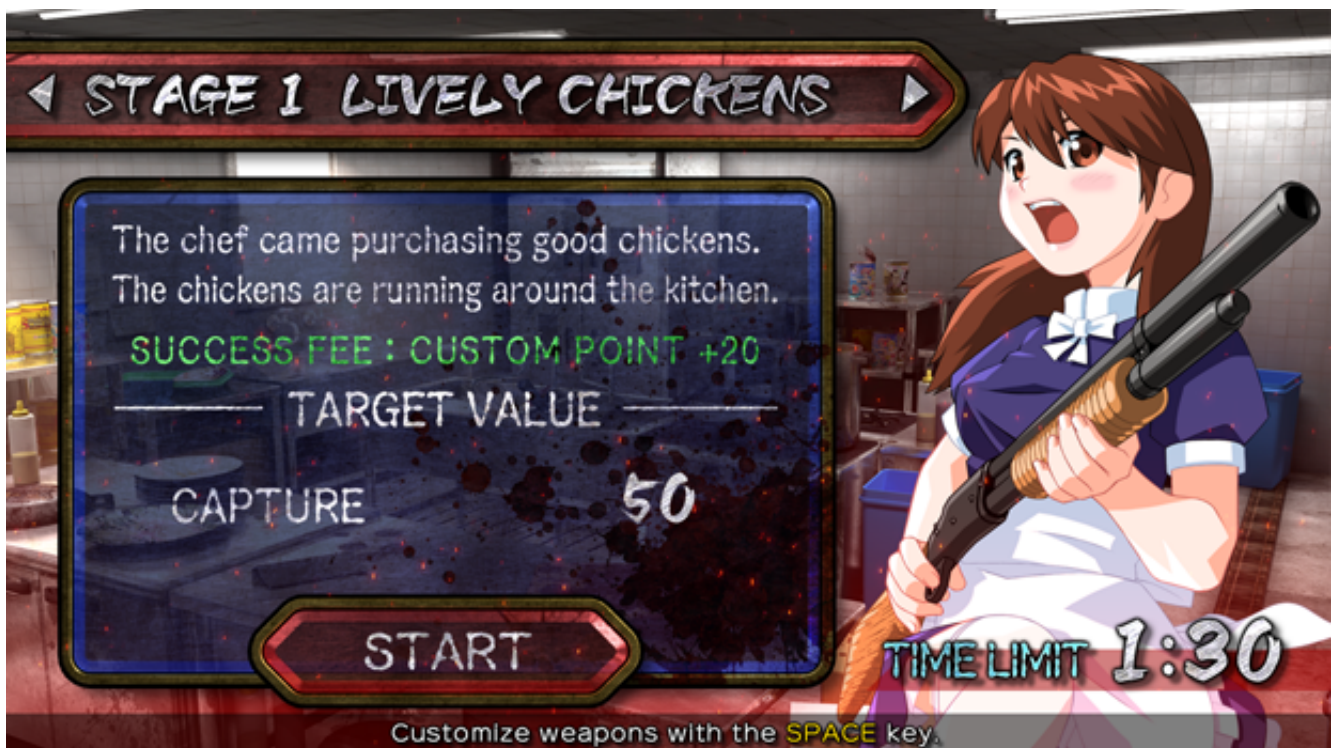 STAGE 1 LIVELY CHICKENS
The chef came purchasing good chickens.
The chickens are running around the kitchen.
SUCCESS FEE : CUSTOM POINT +20
TARGET VALUE
CAPTURE 50
START
TIME LIMIT 1:30
Customize weapons with the SPACE key.